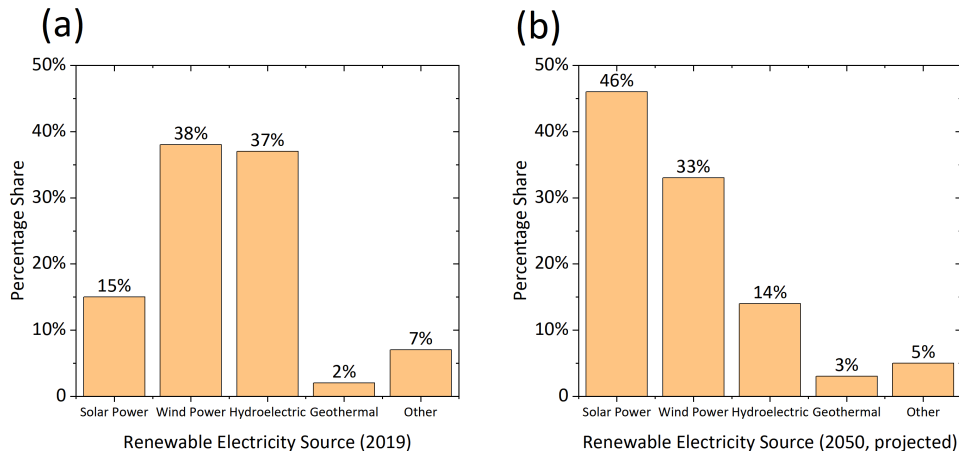 (a)
50%
40%
30%
20%
10%
0
Percentage Share
15%
38%
37%
2%
7%
Solar Power
Wind Power
Hydroelectric
Geothermal
Other
Renewable Electricity Source (2019)
(b)
50%
40%
30%
20%
10%
0
Percentage Share
46%
33%
14%
3%
5%
Solar Power
Wind Power
Hydroelectric
Geothermal
Other
Renewable Electricity Source (2050, projected)